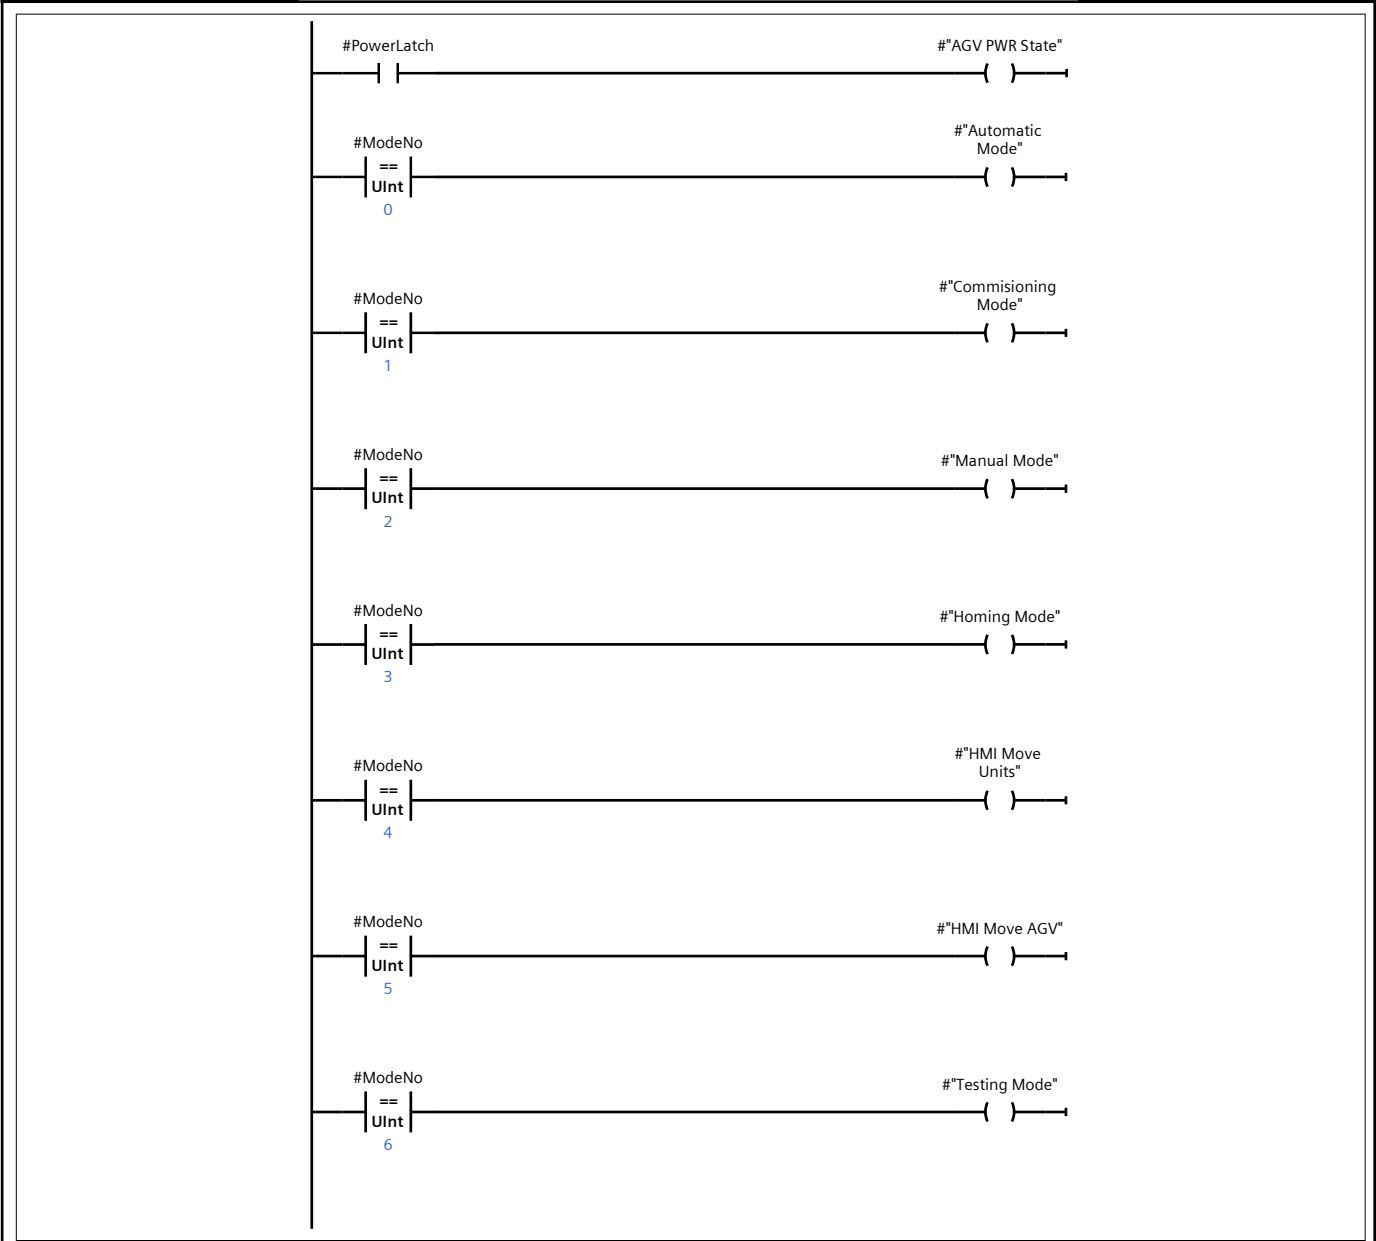 #PowerLatch
#"AGV PWR State"
#ModeNo
==
UInt
0
#"Automatic
Mode"
#ModeNo
==
UInt
1
#"Commisioning
Mode"
#ModeNo
==
UInt
2
#"Manual Mode"
#ModeNo
==
UInt
3
#"Homing Mode"
#ModeNo
==
UInt
4
#"HMI Move
Units"
#ModeNo
==
UInt
5
#"HMI Move AGV"
#ModeNo
==
UInt
6
#"Testing Mode"